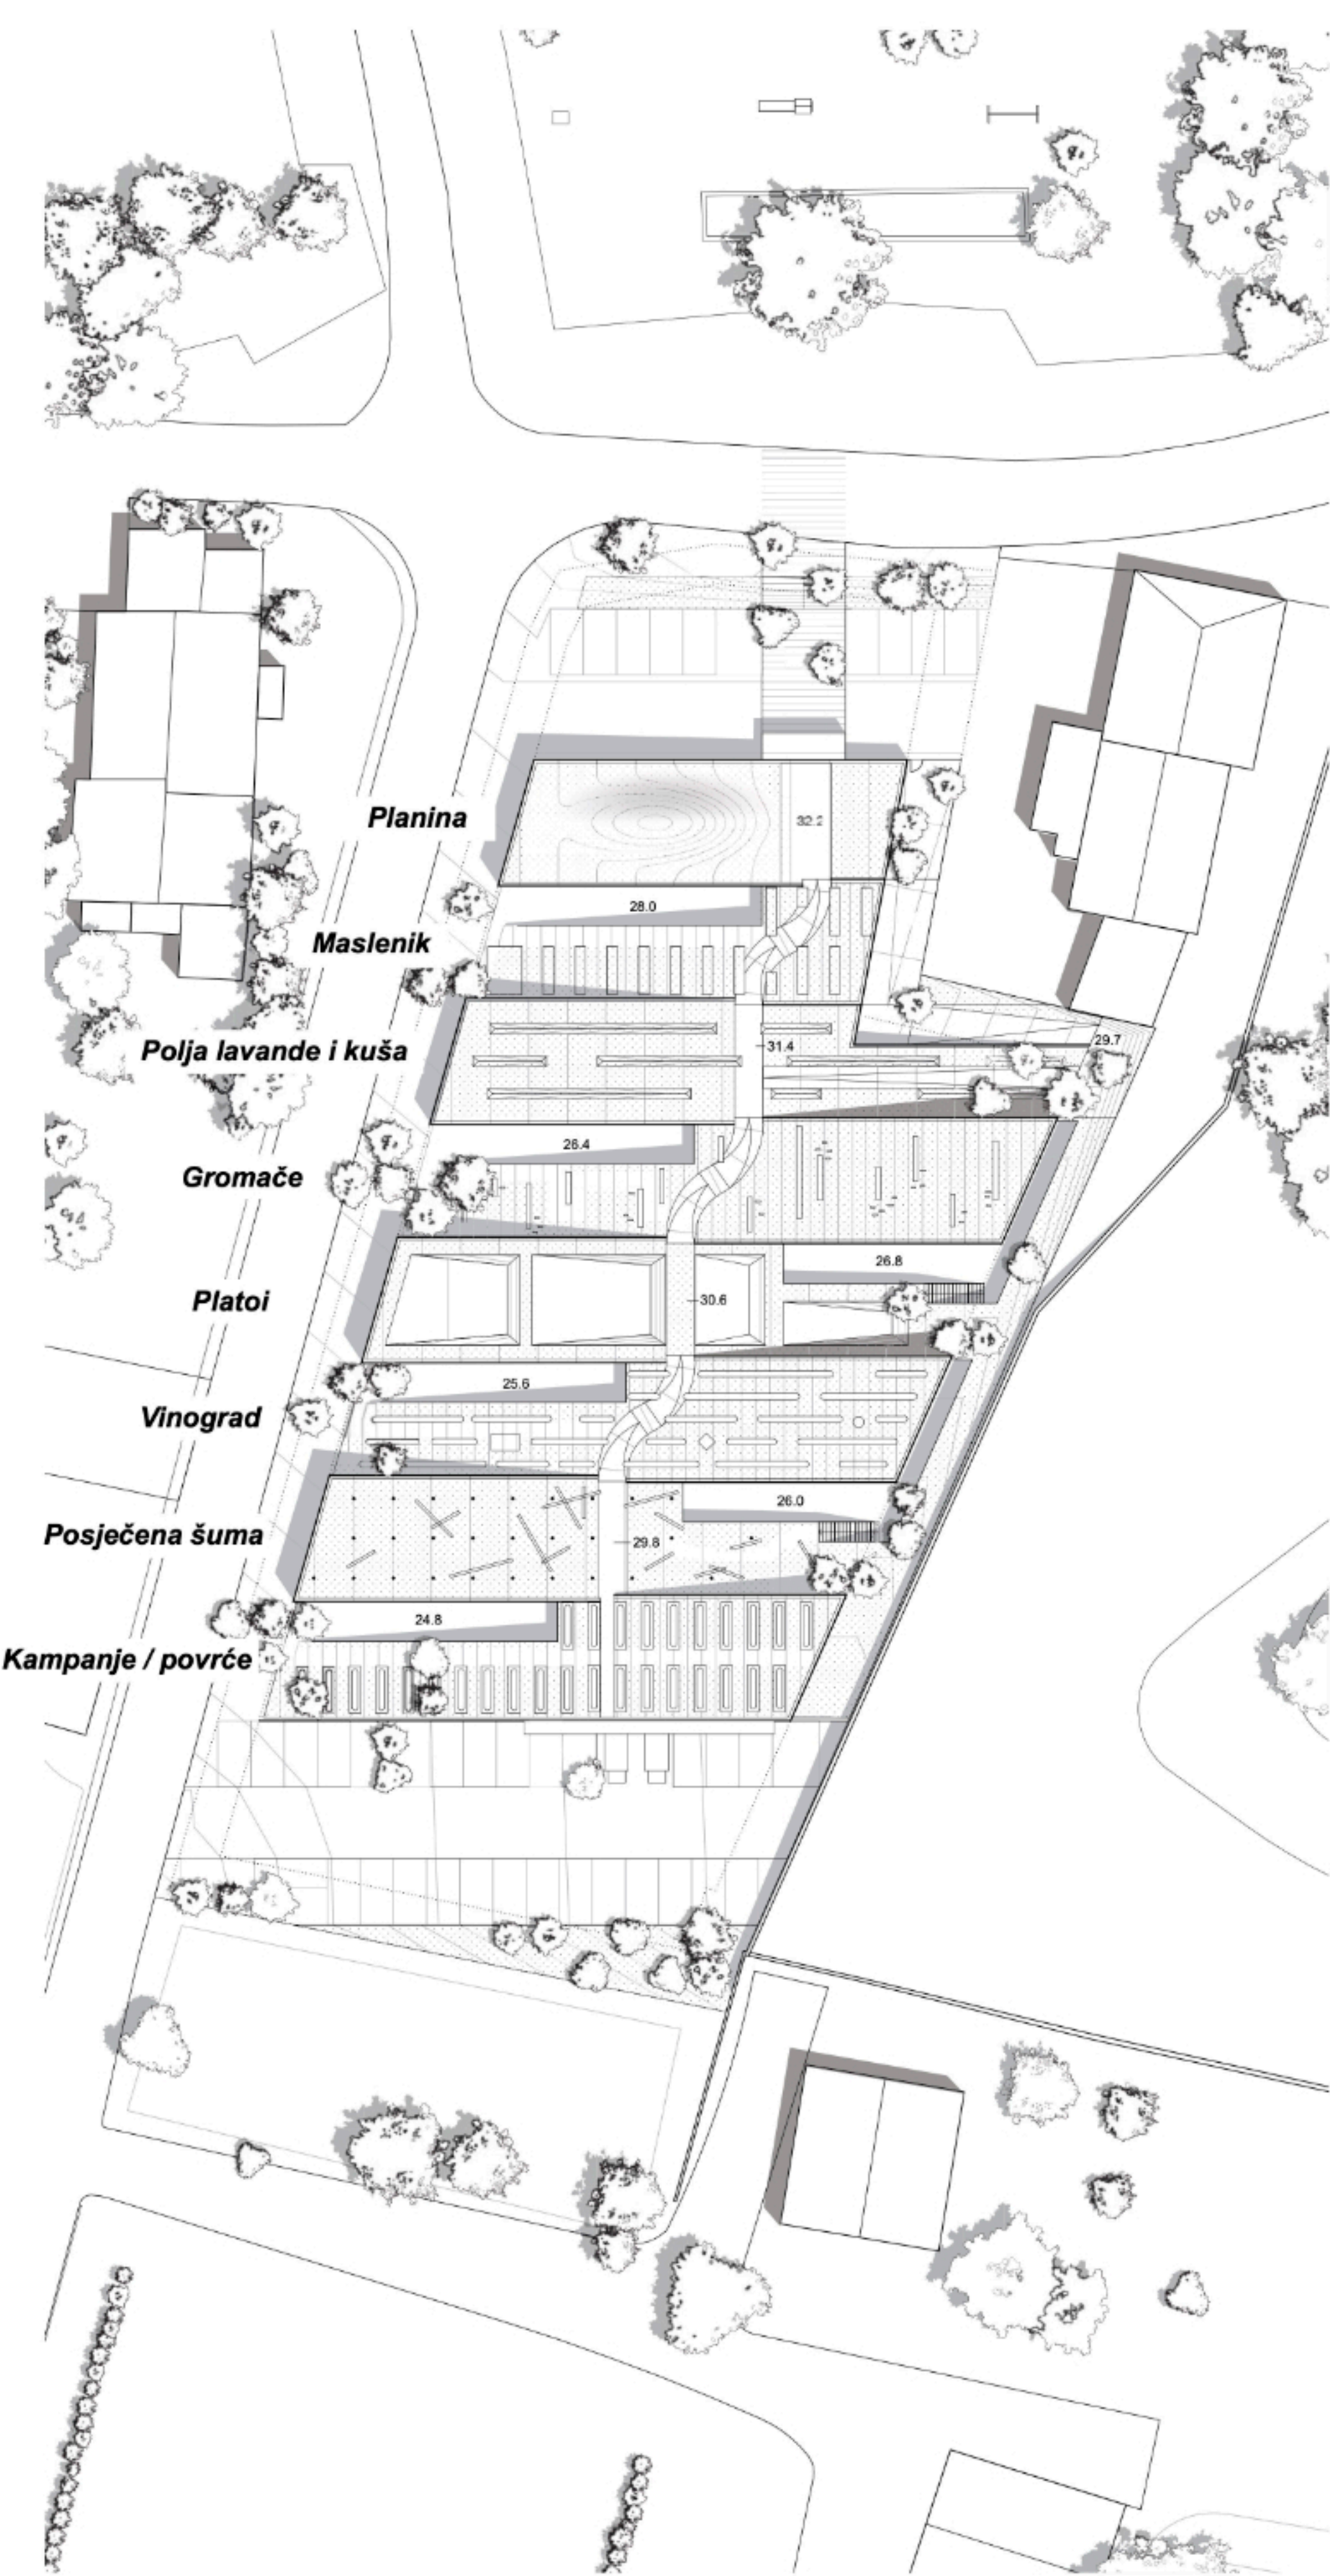 Planina
32.2
28.0
Maslenik
29.7
31.4
Polja lavande i kuša
26.4
Gromače
26.8
Platoi
30.6
25.6
Vinograd
26.0
Posječena šuma
29.8
24.8
Kampanje / povrće